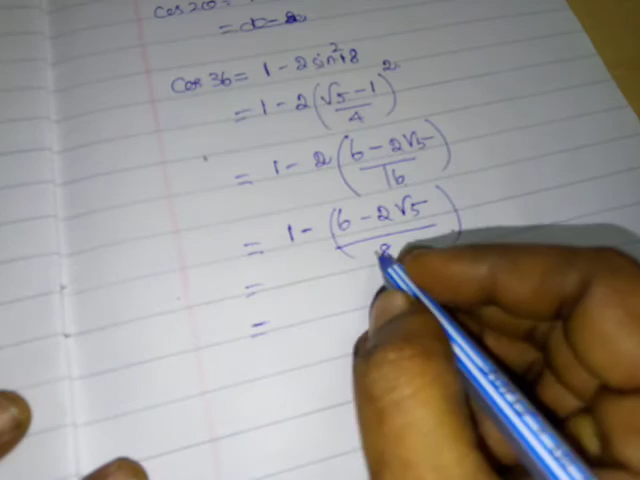 cos2θ =
=
cos 36 = 1 - 2 sin²18
= 1 - 2 (√5 - 1 / 4)²
= 1 - 2 (6 - 2√5 / 16)
= 1 - (6 - 2√5 / 8)
=
=